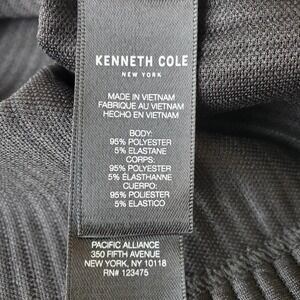 KENNETH COLE
NEW YORK
MADE IN VIETNAM
FABRIQUE AU VIETNAM
HECHO EN VIETNAM
BODY:
95% POLYESTER
5% ELASTANE
CORPS:
95% POLYESTER
5% ÉLASTHANNE
CUERPO:
95% POLIESTER
5% ELASTICO
PACIFIC ALLIANCE
350 FIFTH AVENUE
NEW YORK, NY 10118
RN# 123475